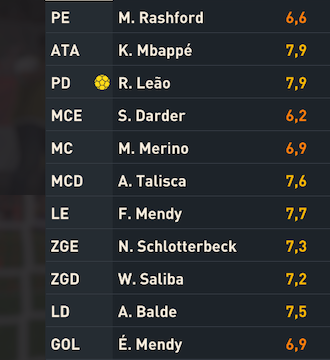 PE M. Rashford 6,6
ATA K. Mbappé 7,9
PD R. Leão 7,9
MCE S. Darder 6,2
MC M. Merino 6,9
MCD A. Talisca 7,6
LE F. Mendy 7,7
ZGE N. Schlotterbeck 7,3
ZGD W. Saliba 7,2
LD A. Balde 7,5
GOL É. Mendy 6,9